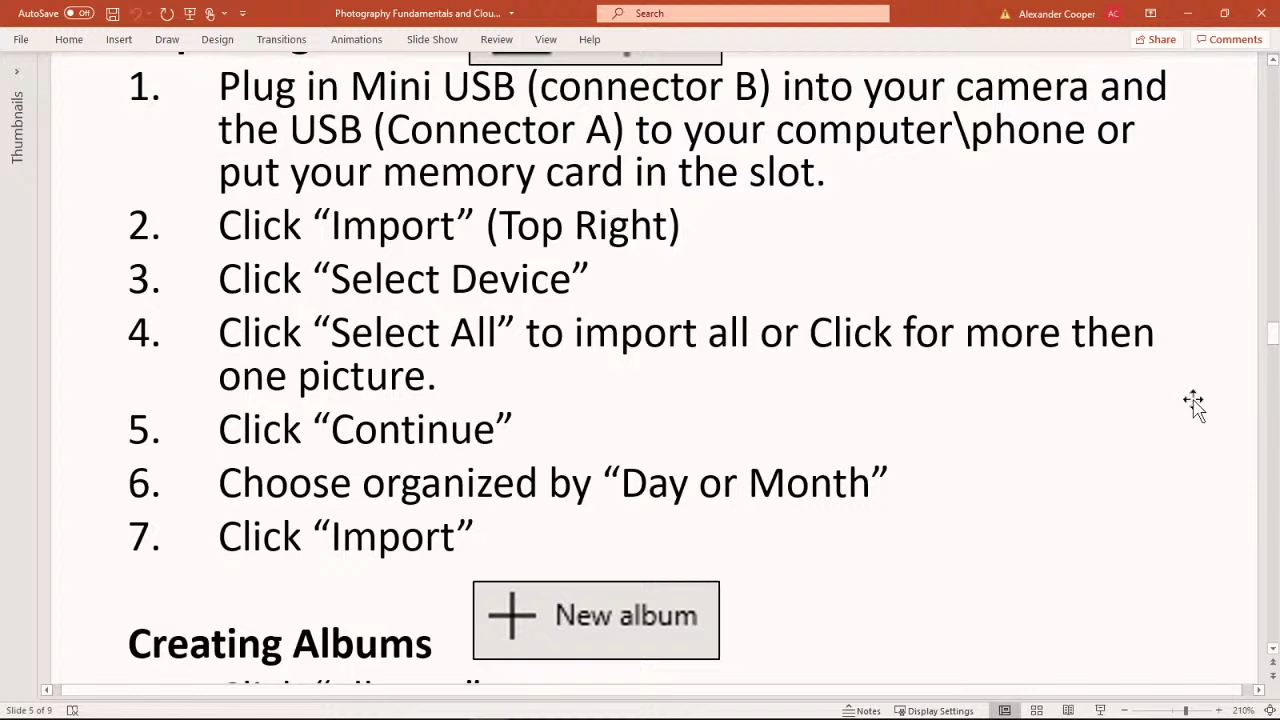 AutoSave Off Photography Fundamentals and Clou... Search Alexander Cooper AC
File Home Insert Draw Design Transitions Animations Slide Show Review View Help Share Comments
Thumbnails
1. Plug in Mini USB (connector B) into your camera and
the USB (Connector A) to your computer\phone or
put your memory card in the slot.
2. Click “Import” (Top Right)
3. Click “Select Device”
4. Click “Select All” to import all or Click for more then
one picture.
5. Click “Continue”
6. Choose organized by “Day or Month”
7. Click “Import”
New album
Creating Albums
Slide 5 of 9 Notes Display Settings 210%